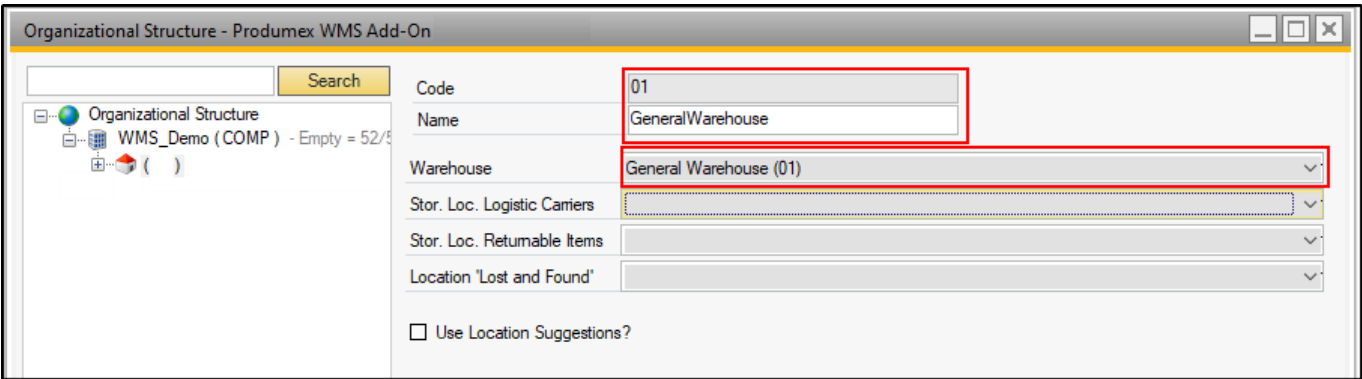 Organizational Structure - Produmex WMS Add-On
Search
Organizational Structure
WMS_Demo ( COMP ) - Empty = 52/5
( )
Code 01
Name GeneralWarehouse
Warehouse General Warehouse (01)
Stor. Loc. Logistic Carriers
Stor. Loc. Returnable Items
Location 'Lost and Found'
Use Location Suggestions?